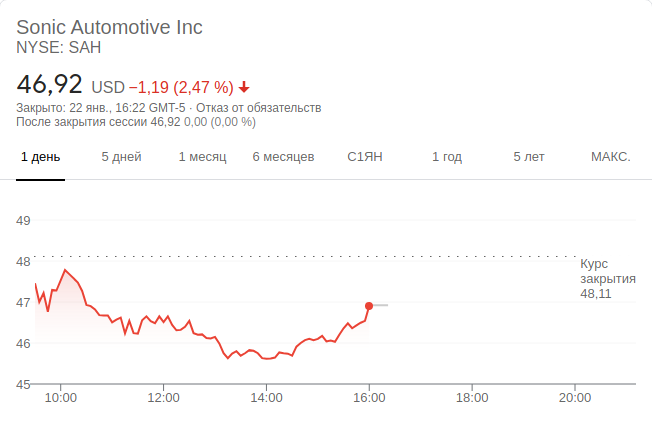 Sonic Automotive Inc
NYSE: SAH
46,92 USD −1,19 (2,47 %)
Закрыто: 22 янв., 16:22 GMT-5 · Отказ от обязательств
После закрытия сессии 46,92 0,00 (0,00 %)
1 день 5 дней 1 месяц 6 месяцев С1ЯН 1 год 5 лет МАКС.
49
48
47
46
45
Курс
закрытия
48,11
10:00 12:00 14:00 16:00 18:00 20:00